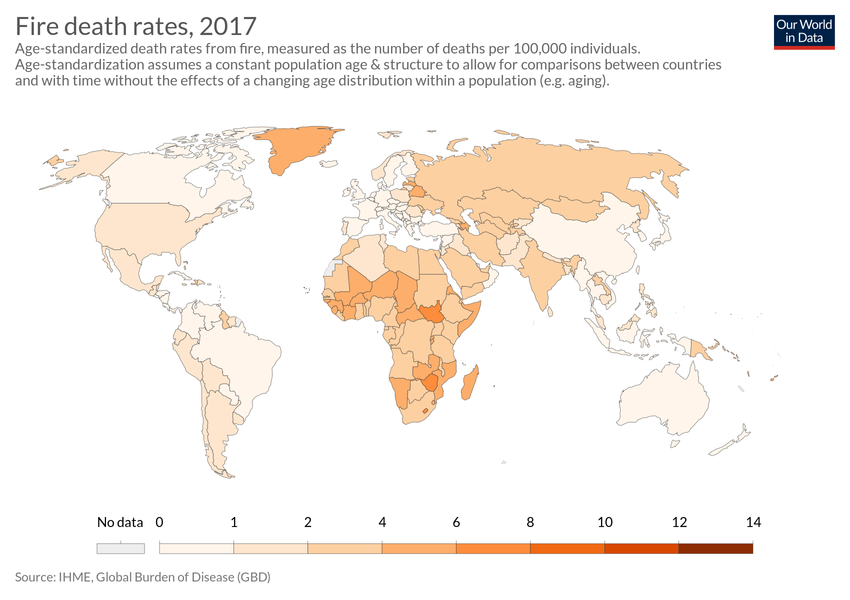 Fire death rates, 2017
Our World
in Data
Age-standardized death rates from fire, measured as the number of deaths per 100,000 individuals.
Age-standardization assumes a constant population age & structure to allow for comparisons between countries
and with time without the effects of a changing age distribution within a population (e.g. aging).
No data 0 1 2 4 6 8 10 12 14
Source: IHME, Global Burden of Disease (GBD)